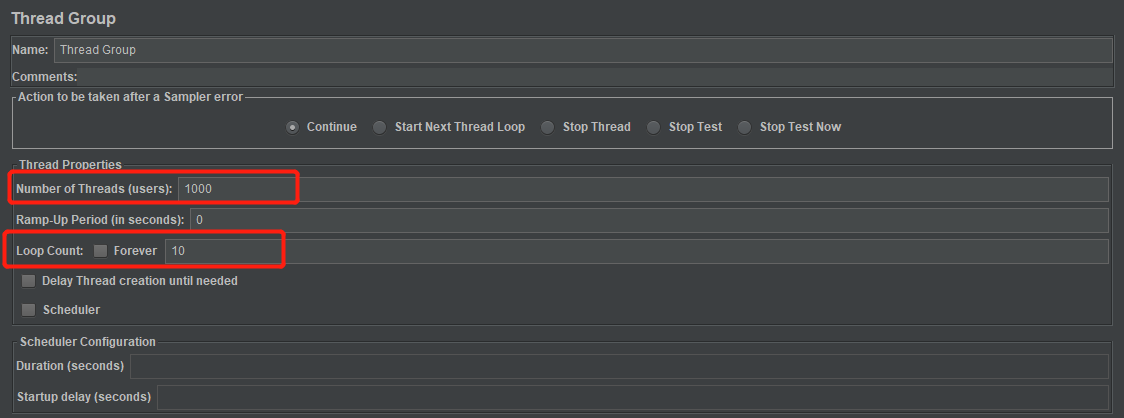 Thread Group
Name: Thread Group
Comments:
Action to be taken after a Sampler error
Continue Start Next Thread Loop Stop Thread Stop Test Stop Test Now
Thread Properties
Number of Threads (users): 1000
Ramp-Up Period (in seconds): 0
Loop Count: Forever 10
Delay Thread creation until needed
Scheduler
Scheduler Configuration
Duration (seconds)
Startup delay (seconds)